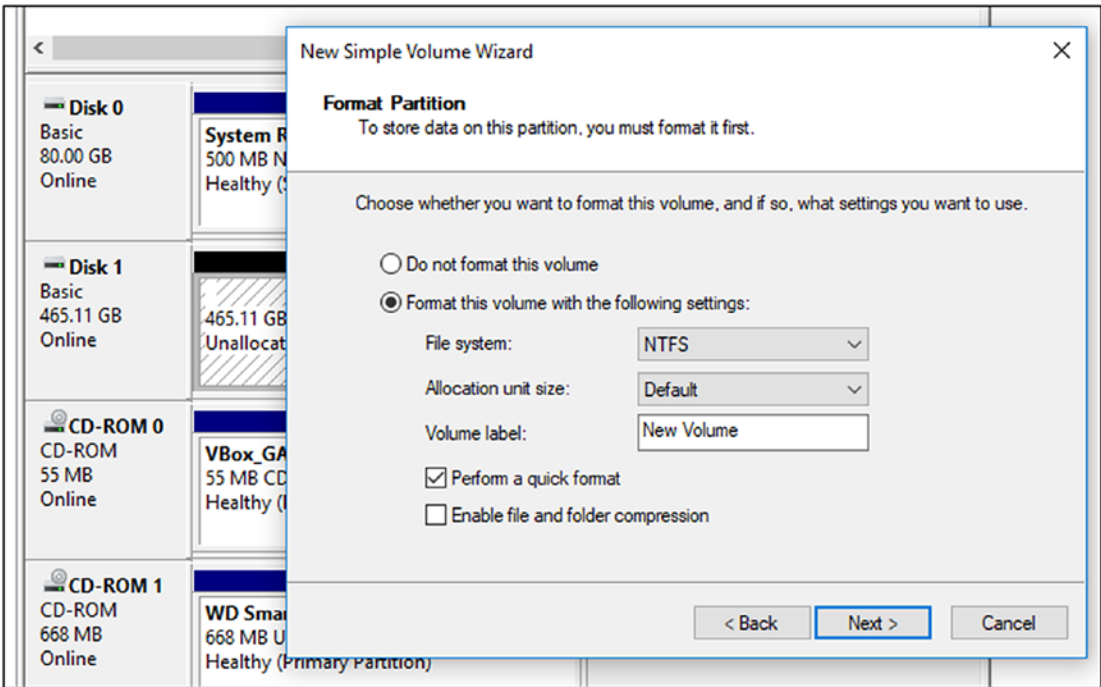 New Simple Volume Wizard
Format Partition
To store data on this partition, you must format it first.
Choose whether you want to format this volume, and if so, what settings you want to use.
Do not format this volume
Format this volume with the following settings:
File system: NTFS
Allocation unit size: Default
Volume label: New Volume
Perform a quick format
Enable file and folder compression
< Back Next > Cancel
Disk 0
Basic
80.00 GB
Online
System R
500 MB N
Healthy (S
Disk 1
Basic
465.11 GB
Online
465.11 GB
Unallocat
CD-ROM 0
CD-ROM
55 MB
Online
VBox_GA
55 MB CD
Healthy (
CD-ROM 1
CD-ROM
668 MB
Online
WD Smar
668 MB U
Healthy (Primary Partition)